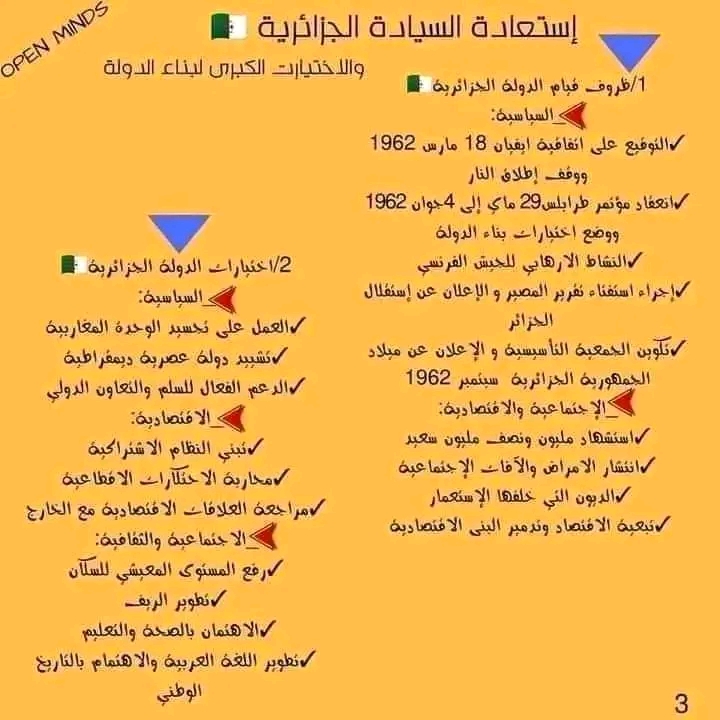 OPEN MINDS
إستعادة السيادة الجزائرية
والاختيارت الكبرى لبناء الدولة
1/ظروف قيام الدولة الجزائرية
_السياسية:
✓التوقيع على اتفاقية ايفيان 18 مارس 1962
ووقف إطلاق النار
✓انعقاد مؤتمر طرابلس29 ماي إلى 4جوان 1962
ووضع اختيارات بناء الدولة
✓النشاط الارهابي للجيش الفرنسي
✓إجراء استفتاء تقرير المصير و الإعلان عن إستقلال
الجزائر
✓تكوين الجمعية التأسيسية و الإعلان عن ميلاد
الجمهورية الجزائرية سبتمبر 1962
_الإجتماعية والاقتصادية:
✓استشهاد مليون ونصف مليون شهيد
✓انتشار الامراض والآفات الإجتماعية
✓الديون التي خلفها الإستعمار
✓تبعية الاقتصاد وتدمير البنى الاقتصادية
2/اختيارات الدولة الجزائرية
_السياسية:
✓العمل على تجسيد الوحدة المغاربية
✓تشييد دولة عصرية ديمقراطية
✓الدعم الفعال للسلم والتعاون الدولي
_الاقتصادية:
✓تبني النظام الاشتراكية
✓محاربة الاحتكارات الاقطاعية
✓مراجعة العلاقات الاقتصادية مع الخارج
_الاجتماعية والثقافية:
✓رفع المستوى المعيشي للسكان
✓تطوير الريف
✓الاهتمان بالصحة والتعليم
✓تطوير اللغة العربية والاهتمام بالتاريخ
الوطني
3